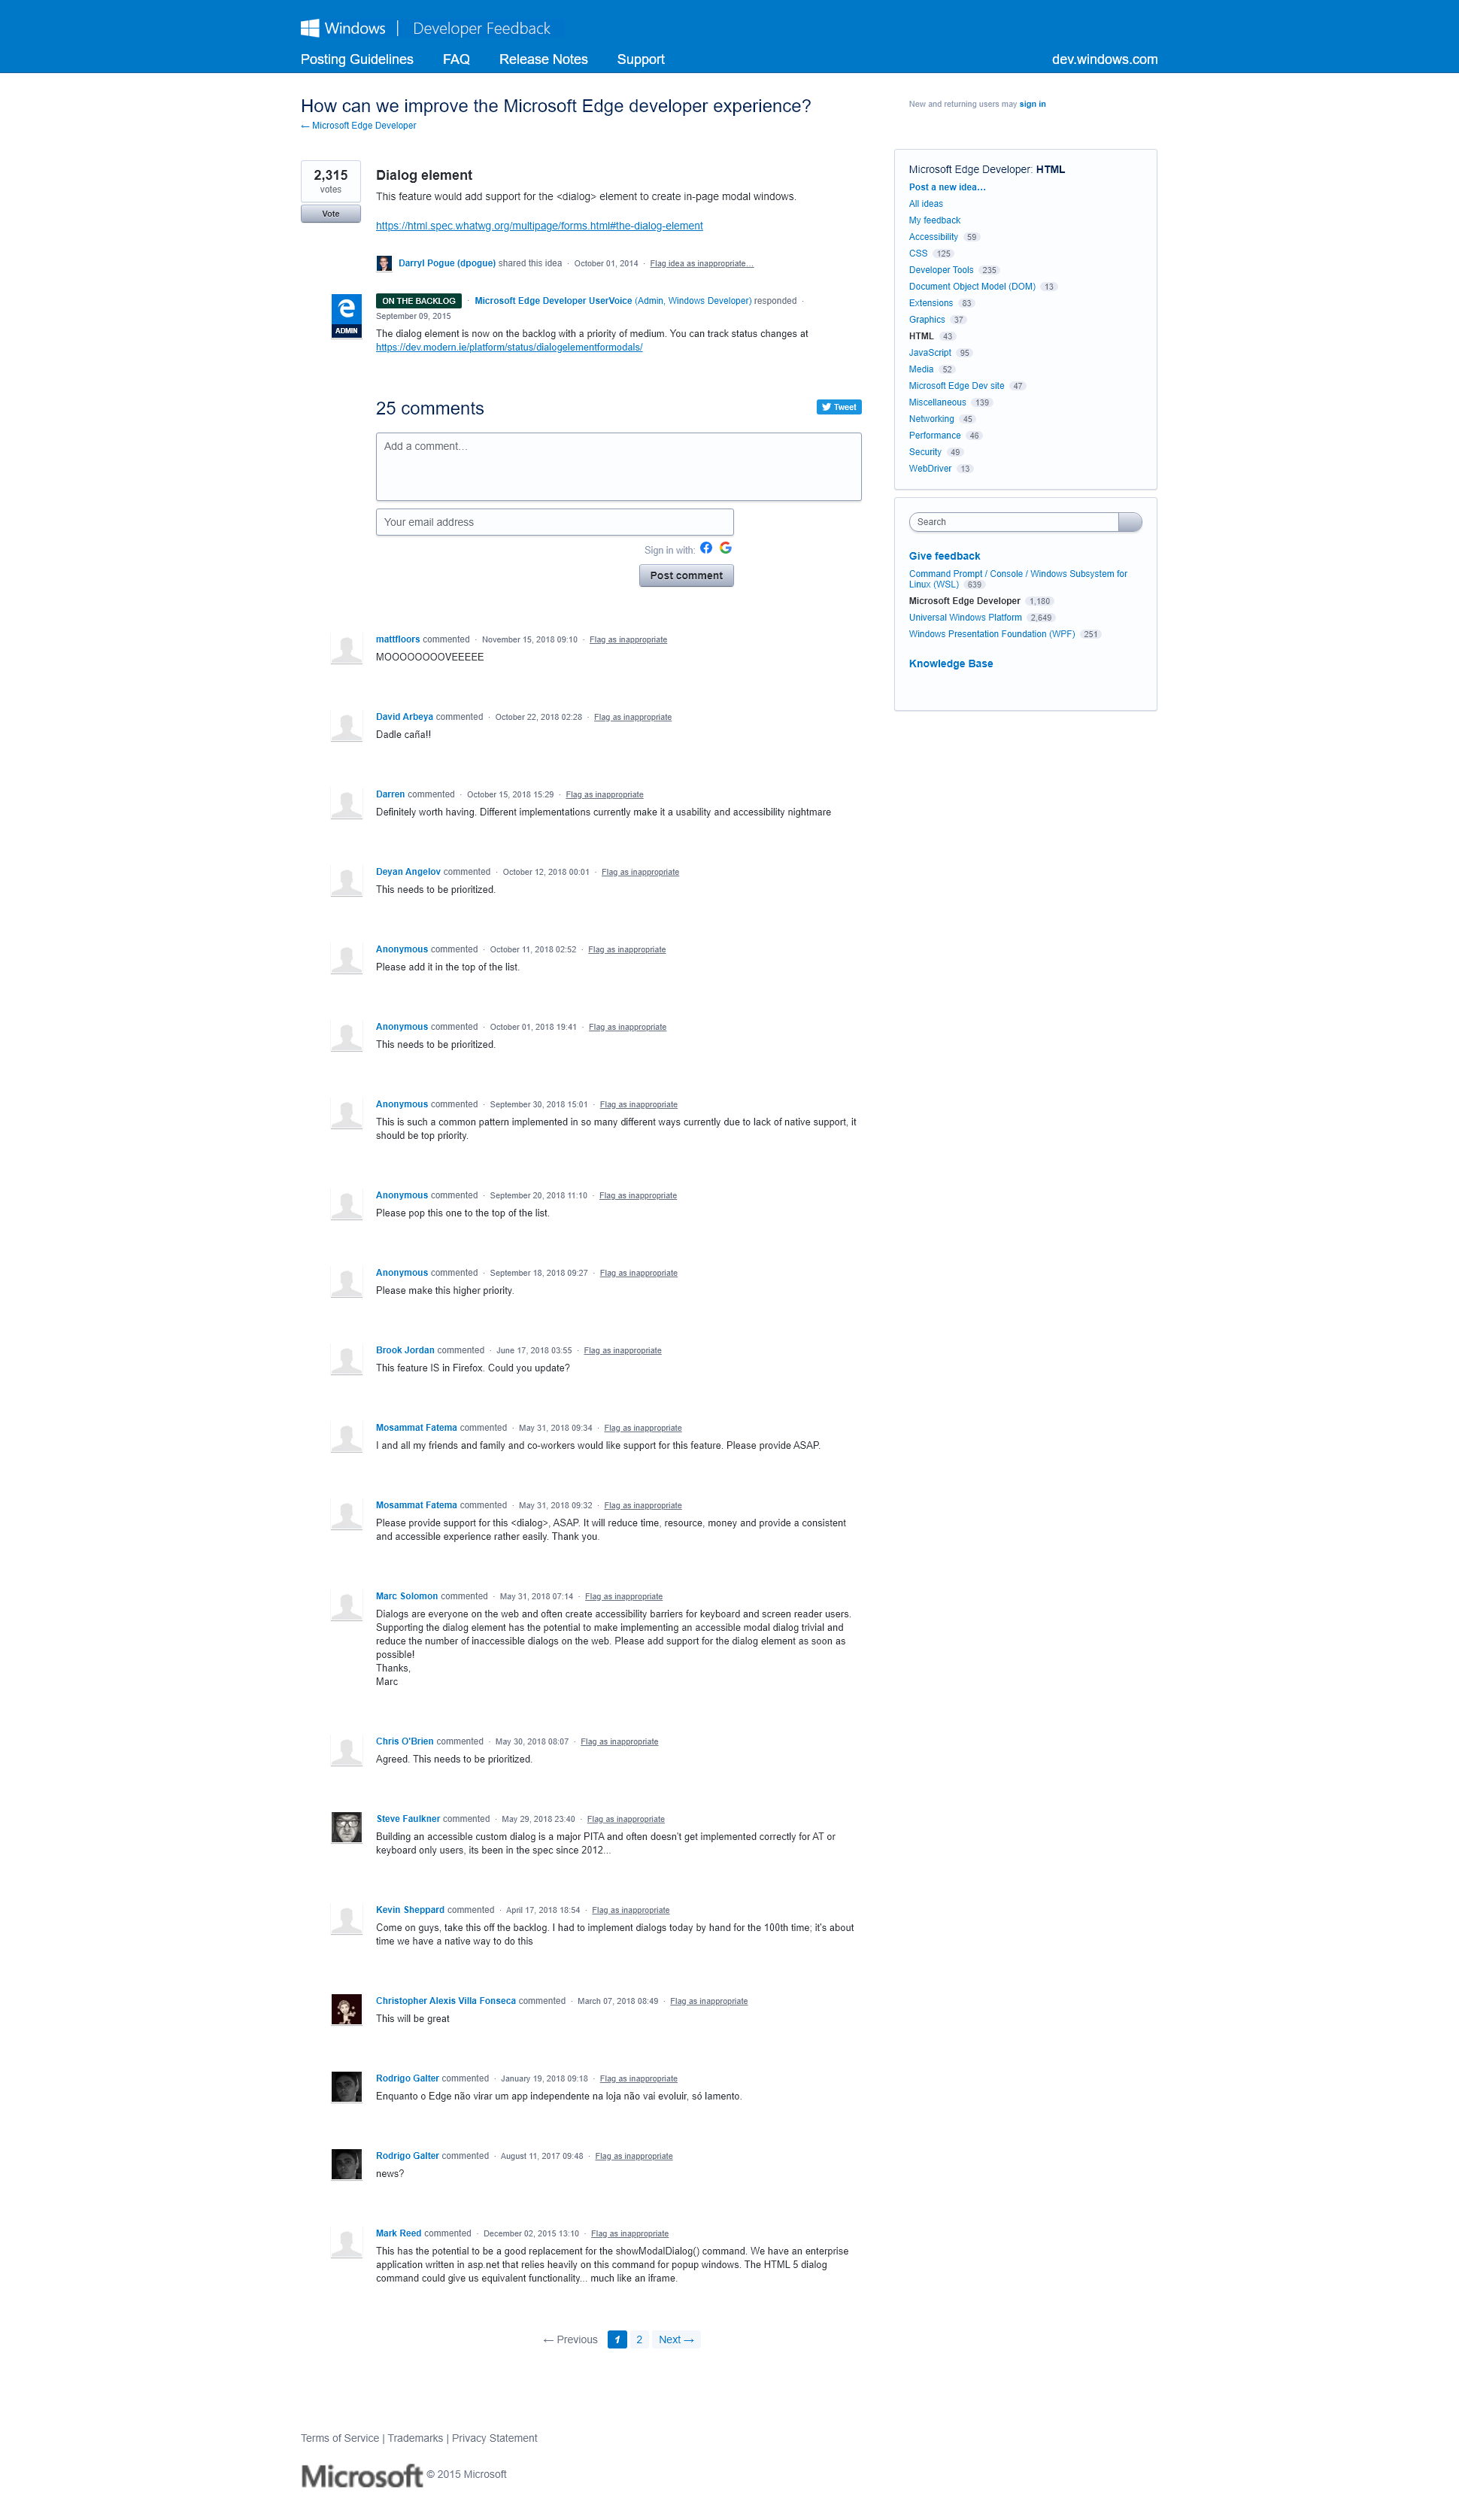 Windows | Developer Feedback
Posting Guidelines FAQ Release Notes Support dev.windows.com
How can we improve the Microsoft Edge developer experience?
← Microsoft Edge Developer
New and returning users may sign in
2,315
votes
Vote
Dialog element
This feature would add support for the <dialog> element to create in-page modal windows.
https://html.spec.whatwg.org/multipage/forms.html#the-dialog-element
Darryl Pogue (dpogue) shared this idea · October 01, 2014 · Flag idea as inappropriate…
ADMIN
ON THE BACKLOG · Microsoft Edge Developer UserVoice (Admin, Windows Developer) responded ·
September 09, 2015
The dialog element is now on the backlog with a priority of medium. You can track status changes at
https://dev.modern.ie/platform/status/dialogelementformodals/
25 comments
Tweet
Add a comment…
Your email address
Sign in with:
Post comment
mattfloors commented · November 15, 2018 09:10 · Flag as inappropriate
MOOOOOOOOVEEEEE
David Arbeya commented · October 22, 2018 02:28 · Flag as inappropriate
Dadle caña!!
Darren commented · October 15, 2018 15:29 · Flag as inappropriate
Definitely worth having. Different implementations currently make it a usability and accessibility nightmare
Deyan Angelov commented · October 12, 2018 00:01 · Flag as inappropriate
This needs to be prioritized.
Anonymous commented · October 11, 2018 02:52 · Flag as inappropriate
Please add it in the top of the list.
Anonymous commented · October 01, 2018 19:41 · Flag as inappropriate
This needs to be prioritized.
Anonymous commented · September 30, 2018 15:01 · Flag as inappropriate
This is such a common pattern implemented in so many different ways currently due to lack of native support, it
should be top priority.
Anonymous commented · September 20, 2018 11:10 · Flag as inappropriate
Please pop this one to the top of the list.
Anonymous commented · September 18, 2018 09:27 · Flag as inappropriate
Please make this higher priority.
Brook Jordan commented · June 17, 2018 03:55 · Flag as inappropriate
This feature IS in Firefox. Could you update?
Mosammat Fatema commented · May 31, 2018 09:34 · Flag as inappropriate
I and all my friends and family and co-workers would like support for this feature. Please provide ASAP.
Mosammat Fatema commented · May 31, 2018 09:32 · Flag as inappropriate
Please provide support for this <dialog>, ASAP. It will reduce time, resource, money and provide a consistent
and accessible experience rather easily. Thank you.
Marc Solomon commented · May 31, 2018 07:14 · Flag as inappropriate
Dialogs are everyone on the web and often create accessibility barriers for keyboard and screen reader users.
Supporting the dialog element has the potential to make implementing an accessible modal dialog trivial and
reduce the number of inaccessible dialogs on the web. Please add support for the dialog element as soon as
possible!
Thanks,
Marc
Chris O'Brien commented · May 30, 2018 08:07 · Flag as inappropriate
Agreed. This needs to be prioritized.
Steve Faulkner commented · May 29, 2018 23:40 · Flag as inappropriate
Building an accessible custom dialog is a major PITA and often doesn't get implemented correctly for AT or
keyboard only users, its been in the spec since 2012...
Kevin Sheppard commented · April 17, 2018 18:54 · Flag as inappropriate
Come on guys, take this off the backlog. I had to implement dialogs today by hand for the 100th time; it's about
time we have a native way to do this
Christopher Alexis Villa Fonseca commented · March 07, 2018 08:49 · Flag as inappropriate
This will be great
Rodrigo Galter commented · January 19, 2018 09:18 · Flag as inappropriate
Enquanto o Edge não virar um app independente na loja não vai evoluir, só lamento.
Rodrigo Galter commented · August 11, 2017 09:48 · Flag as inappropriate
news?
Mark Reed commented · December 02, 2015 13:10 · Flag as inappropriate
This has the potential to be a good replacement for the showModalDialog() command. We have an enterprise
application written in asp.net that relies heavily on this command for popup windows. The HTML 5 dialog
command could give us equivalent functionality... much like an iframe.
← Previous 1 2 Next →
Microsoft Edge Developer: HTML
Post a new idea…
All ideas
My feedback
Accessibility 59
CSS 125
Developer Tools 235
Document Object Model (DOM) 13
Extensions 83
Graphics 37
HTML 43
JavaScript 95
Media 52
Microsoft Edge Dev site 47
Miscellaneous 139
Networking 45
Performance 46
Security 49
WebDriver 13
Search
Give feedback
Command Prompt / Console / Windows Subsystem for
Linux (WSL) 639
Microsoft Edge Developer 1,180
Universal Windows Platform 2,649
Windows Presentation Foundation (WPF) 251
Knowledge Base
Terms of Service | Trademarks | Privacy Statement
Microsoft © 2015 Microsoft